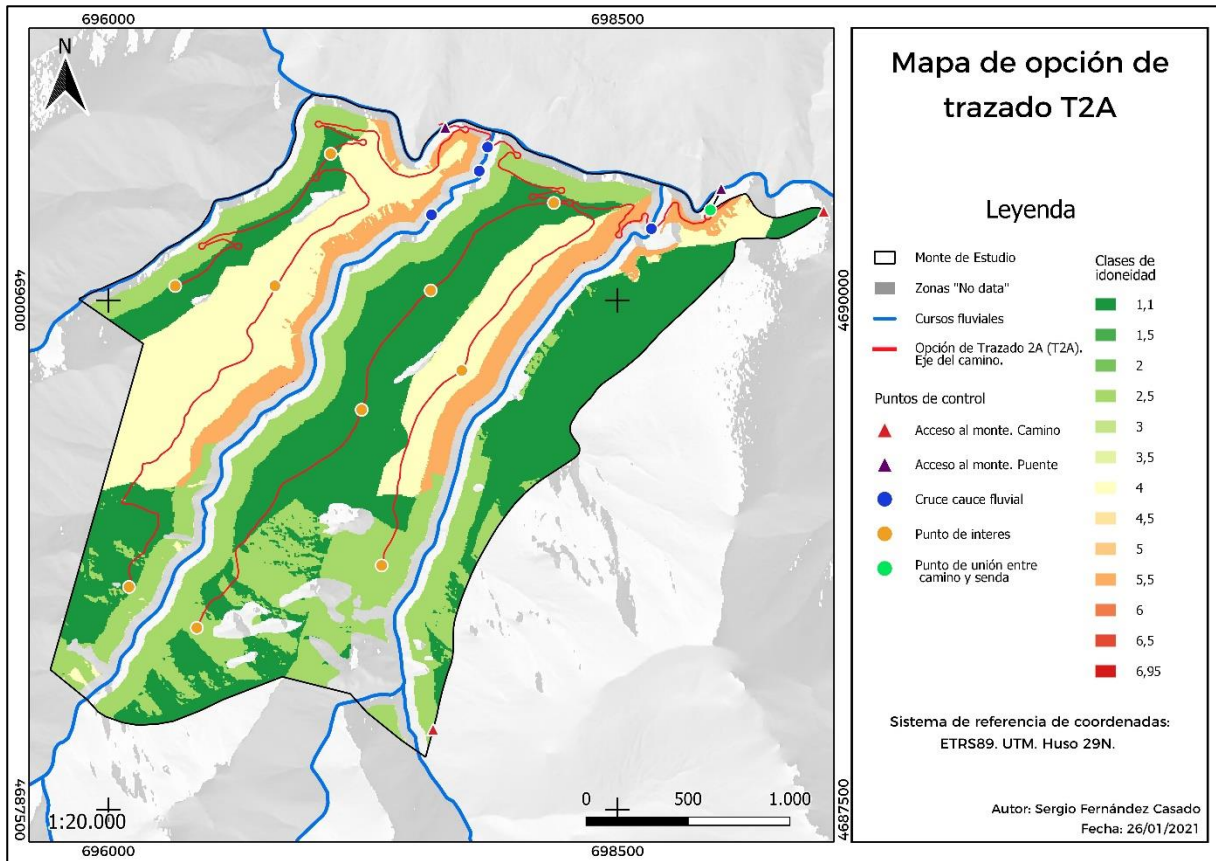 696000
698500
N
4690000
4690000
4687500
4687500
1:20.000
0
500
1.000
696000
698500
Mapa de opción de
trazado T2A
Leyenda
Monte de Estudio
Zonas "No data"
Cursos fluviales
Opción de Trazado 2A (T2A).
Eje del camino.
Puntos de control
Acceso al monte. Camino
Acceso al monte. Puente
Cruce cauce fluvial
Punto de interes
Punto de unión entre
camino y senda
Clases de
idoneidad
1,1
1,5
2
2,5
3
3,5
4
4,5
5
5,5
6
6,5
6,95
Sistema de referencia de coordenadas:
ETRS89. UTM. Huso 29N.
Autor: Sergio Fernández Casado
Fecha: 26/01/2021